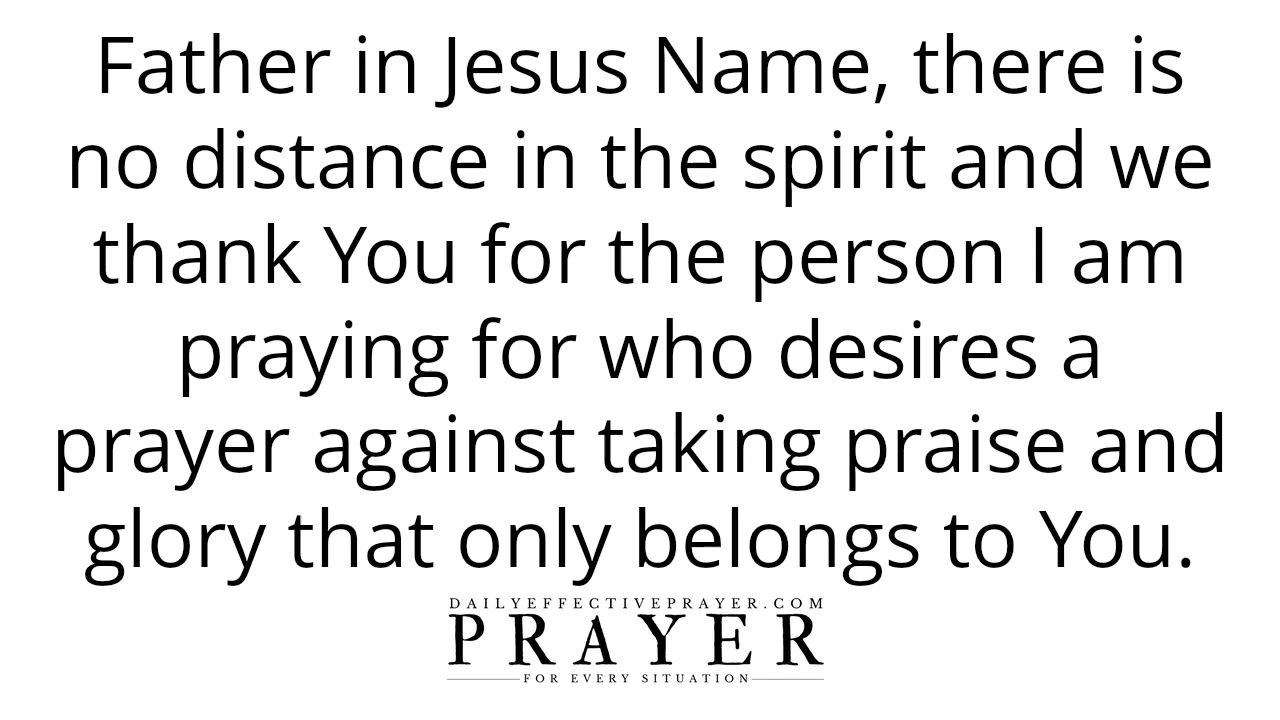 Father in Jesus Name, there is
no distance in the spirit and we
thank You for the person I am
praying for who desires a
prayer against taking praise and
glory that only belongs to You.
DAILYEFFECTIVEPRAYER.COM
PRAYER
FOR EVERY SITUATION